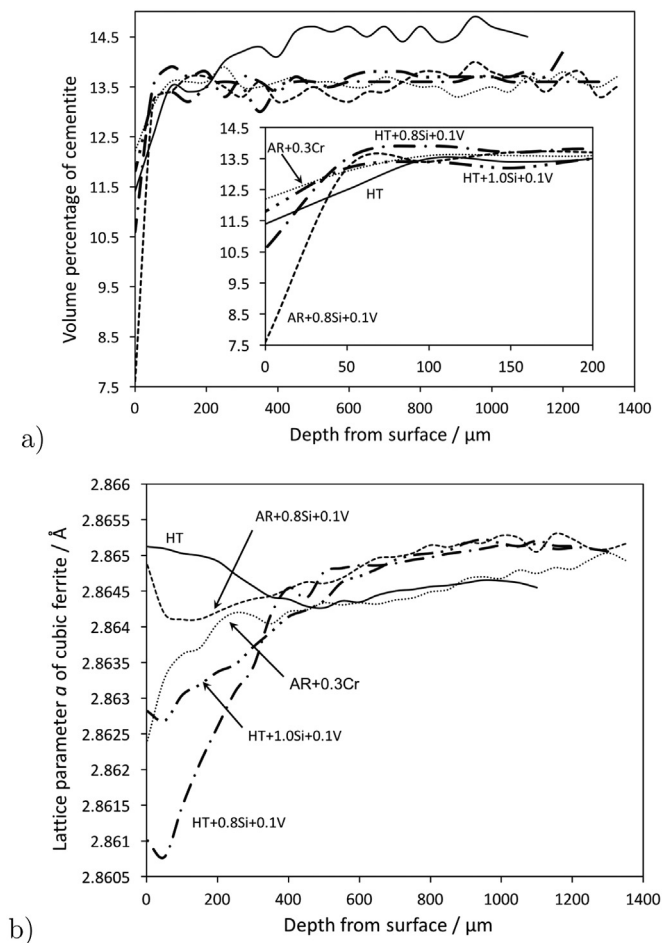 14.5
13.5
12.5
11.5
10.5
9.5
8.5
7.5
Volume percentage of cementite
14.5
13.5
12.5
11.5
10.5
9.5
8.5
7.5
AR+0.3Cr
HT+0.8Si+0.1V
HT+1.0Si+0.1V
HT
AR+0.8Si+0.1V
0 50 100 150 200
0 200 400 600 800 1000 1200 1400
Depth from surface / µm
a)
2.866
2.8655
2.865
2.8645
2.864
2.8635
2.863
2.8625
2.862
2.8615
2.861
2.8605
Lattice parameter a of cubic ferrite / Å
HT
AR+0.8Si+0.1V
AR+0.3Cr
HT+1.0Si+0.1V
HT+0.8Si+0.1V
0 200 400 600 800 1000 1200 1400
Depth from surface / µm
b)